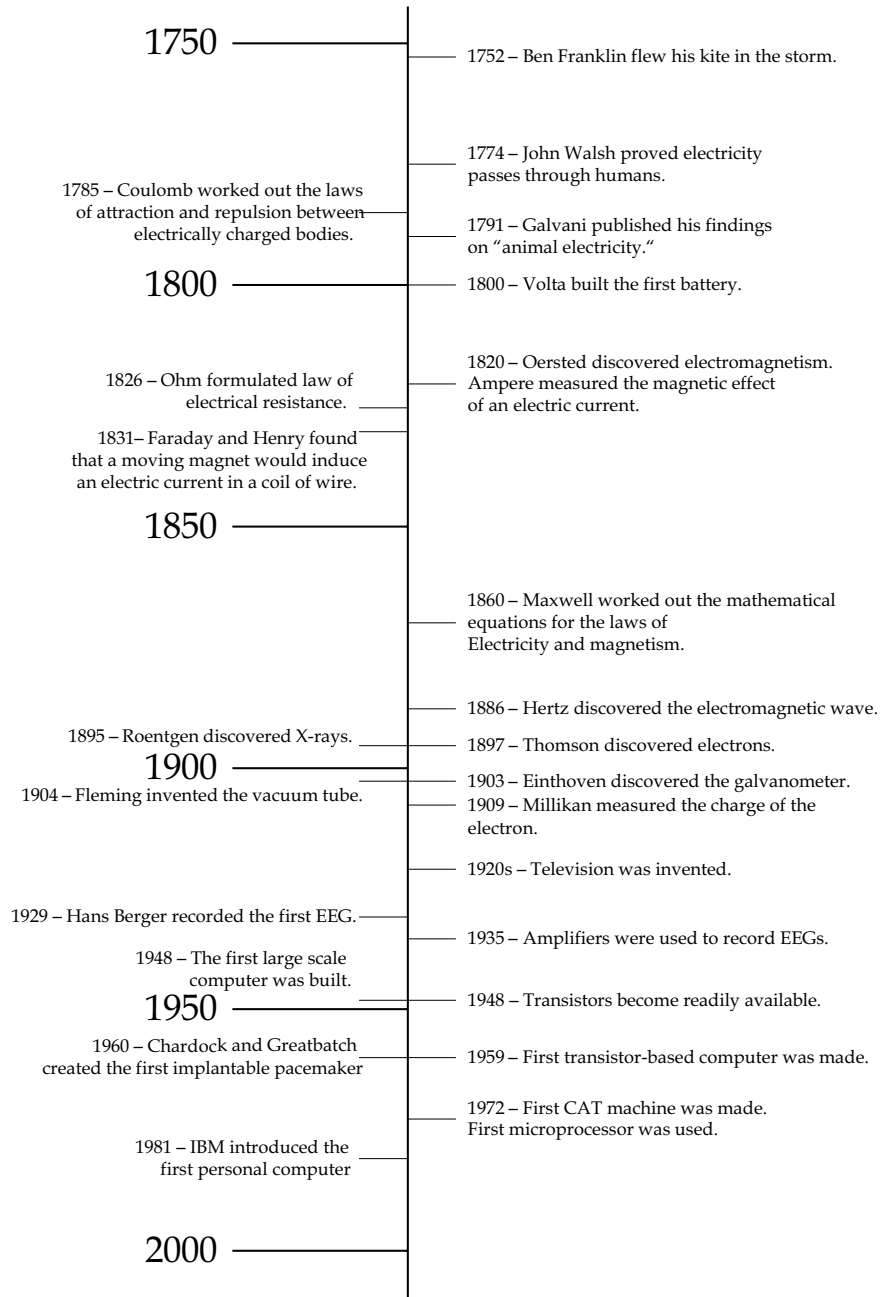 1750
1752 – Ben Franklin flew his kite in the storm.
1774 – John Walsh proved electricity
passes through humans.
1785 – Coulomb worked out the laws
of attraction and repulsion between
electrically charged bodies.
1791 – Galvani published his findings
on “animal electricity.“
1800
1800 – Volta built the first battery.
1820 – Oersted discovered electromagnetism.
Ampere measured the magnetic effect
of an electric current.
1826 – Ohm formulated law of
electrical resistance.
1831– Faraday and Henry found
that a moving magnet would induce
an electric current in a coil of wire.
1850
1860 – Maxwell worked out the mathematical
equations for the laws of
Electricity and magnetism.
1886 – Hertz discovered the electromagnetic wave.
1895 – Roentgen discovered X-rays.
1897 – Thomson discovered electrons.
1900
1903 – Einthoven discovered the galvanometer.
1904 – Fleming invented the vacuum tube.
1909 – Millikan measured the charge of the
electron.
1920s – Television was invented.
1929 – Hans Berger recorded the first EEG.
1935 – Amplifiers were used to record EEGs.
1948 – The first large scale
computer was built.
1948 – Transistors become readily available.
1950
1960 – Chardock and Greatbatch
created the first implantable pacemaker
1959 – First transistor-based computer was made.
1972 – First CAT machine was made.
First microprocessor was used.
1981 – IBM introduced the
first personal computer
2000